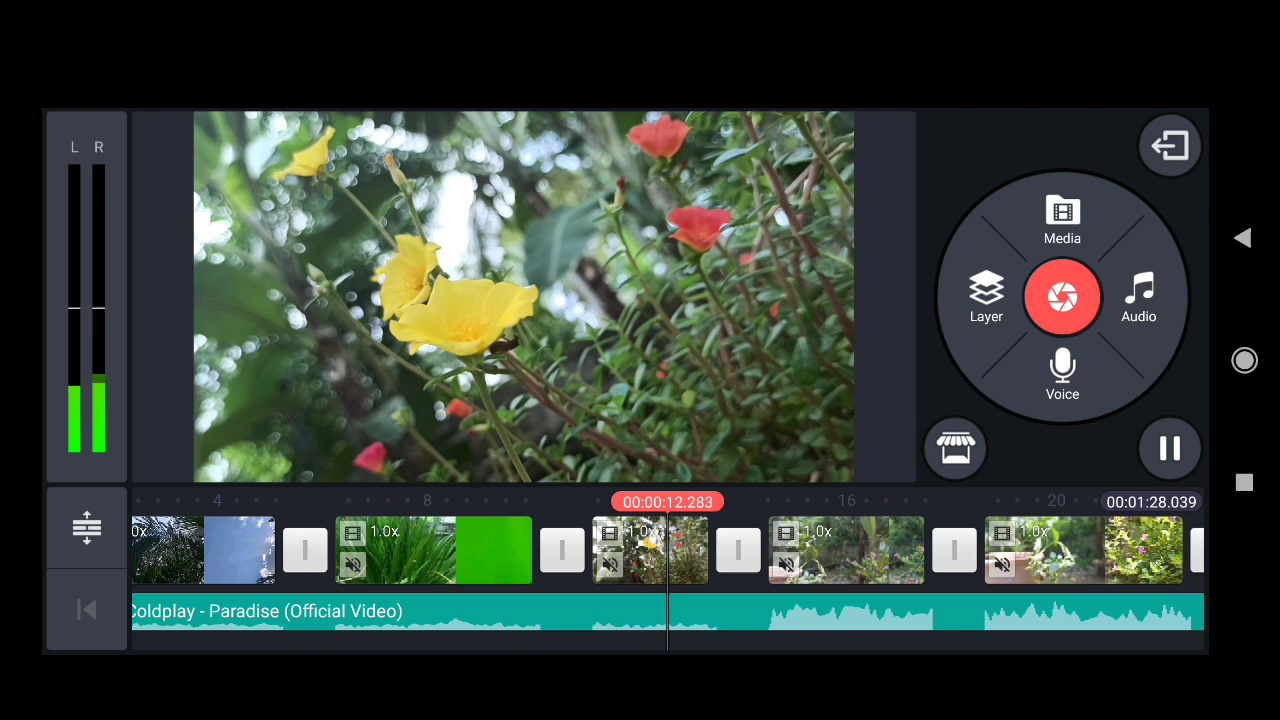 L R
Media
Layer
Audio
Voice
4 8 00:00:12.283 16 20 00:01:28.039
0x 1.0x 1.0x 1.0x 1.0x
Coldplay - Paradise (Official Video)